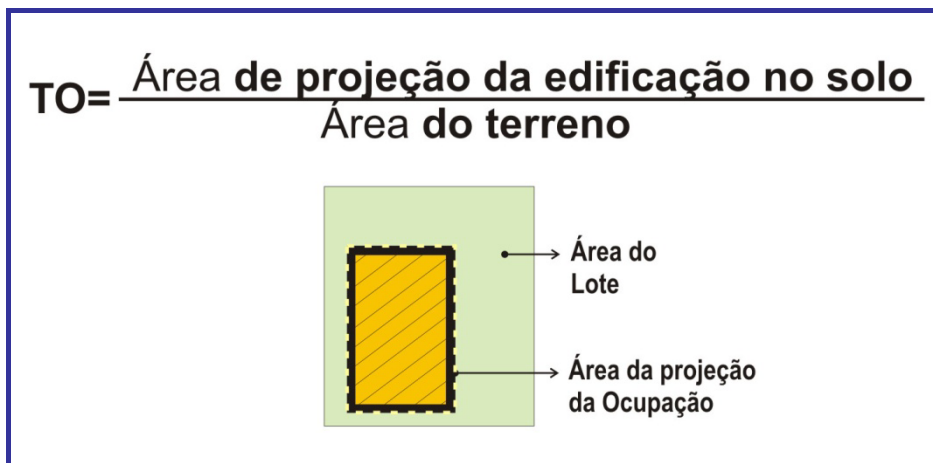 TO= Área de projeção da edificação no solo
Área do terreno
Área do
Lote
Área da projeção
da Ocupação